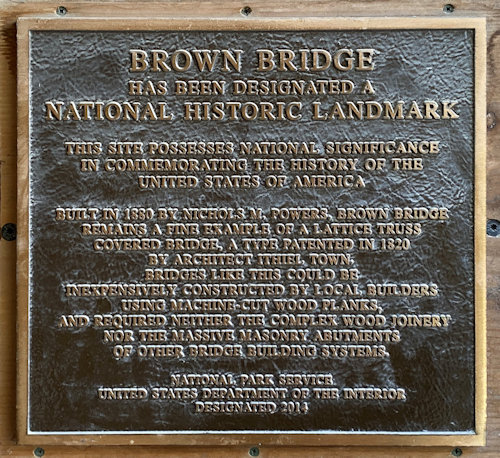 BROWN BRIDGE
HAS BEEN DESIGNATED A
NATIONAL HISTORIC LANDMARK
THIS SITE POSSESSES NATIONAL SIGNIFICANCE
IN COMMEMORATING THE HISTORY OF THE
UNITED STATES OF AMERICA
BUILT IN 1880 BY NICHOLS M. POWERS, BROWN BRIDGE
REMAINS A FINE EXAMPLE OF A LATTICE TRUSS
COVERED BRIDGE, A TYPE PATENTED IN 1820
BY ARCHITECT ITHIEL TOWN.
BRIDGES LIKE THIS COULD BE
INEXPENSIVELY CONSTRUCTED BY LOCAL BUILDERS
USING MACHINE-CUT WOOD PLANKS,
AND REQUIRED NEITHER THE COMPLEX WOOD JOINERY
NOR THE MASSIVE MASONRY ABUTMENTS
OF OTHER BRIDGE BUILDING SYSTEMS.
NATIONAL PARK SERVICE
UNITED STATES DEPARTMENT OF THE INTERIOR
DESIGNATED 2014